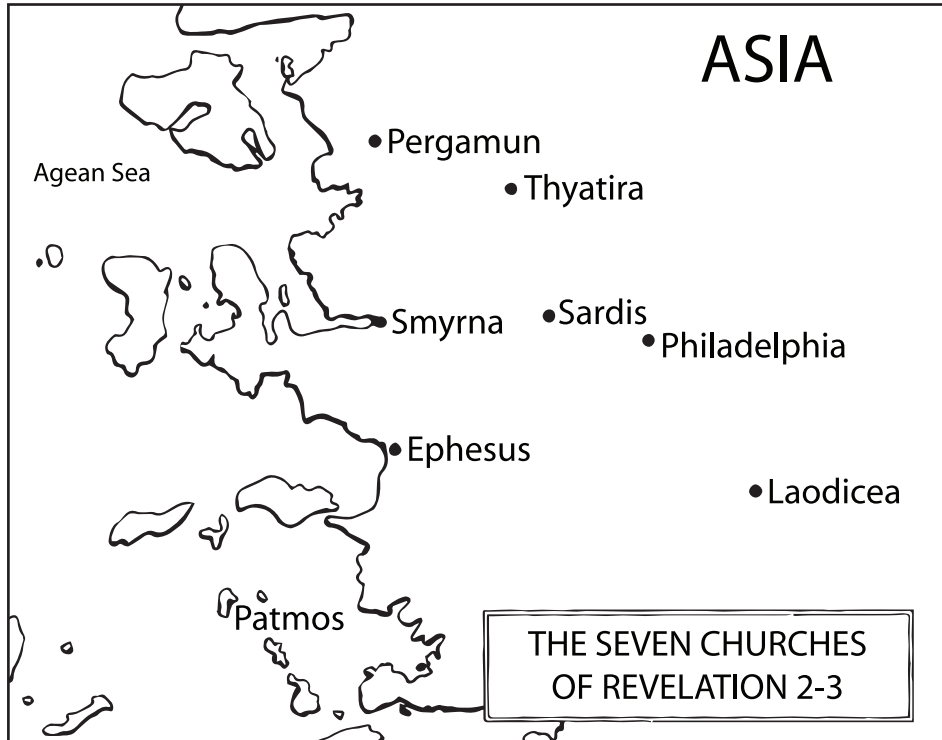 ASIA
Pergamun
Agean Sea
Thyatira
Smyrna
Sardis
Philadelphia
Ephesus
Laodicea
Patmos
THE SEVEN CHURCHES
OF REVELATION 2-3